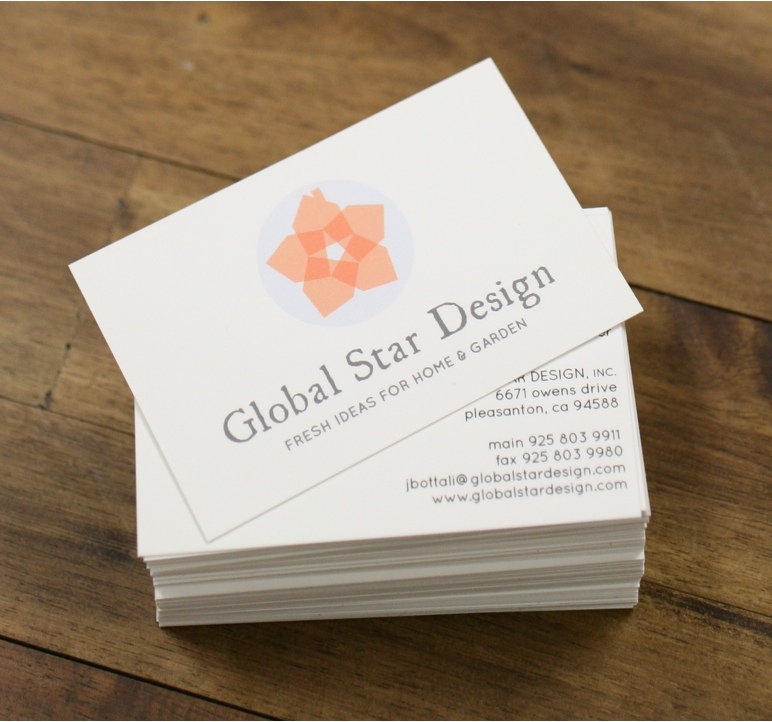 Global Star Design
FRESH IDEAS FOR HOME & GARDEN
DESIGN, INC.
6671 owens drive
pleasanton, ca 94588
main 925 803 9911
fax 925 803 9980
jbottali@globalstardesign.com
www.globalstardesign.com